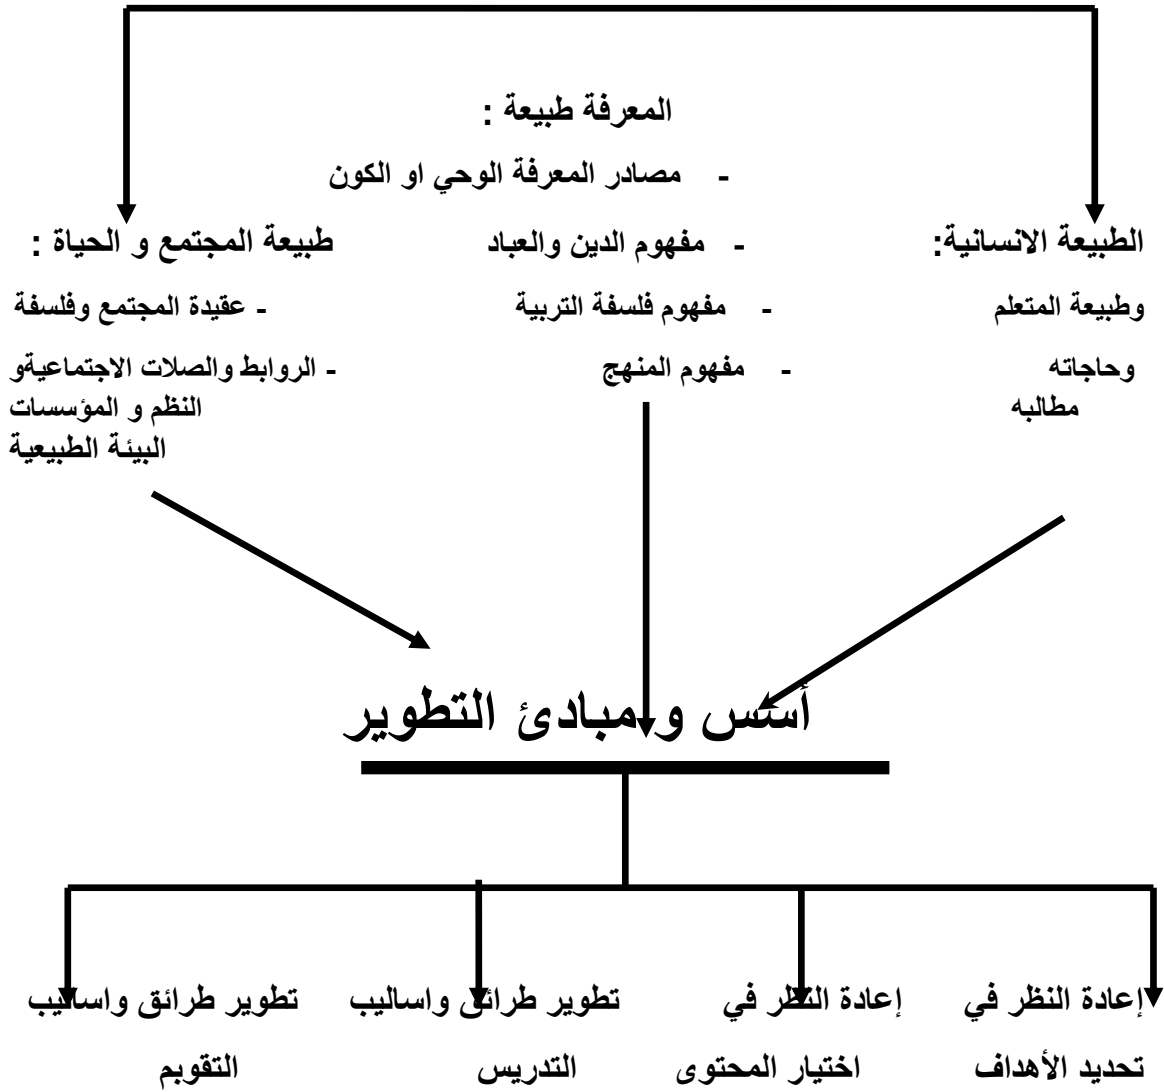 المعرفة طبيعة :
- مصادر المعرفة الوحي او الكون
الطبيعة الانسانية:
وطبيعة المتعلم
وحاجاته
مطالبه
- مفهوم الدين والعباد
- مفهوم فلسفة التربية
- مفهوم المنهج
طبيعة المجتمع و الحياة :
- عقيدة المجتمع وفلسفة
- الروابط والصلات الاجتماعيةو
النظم و المؤسسات
البيئة الطبيعية
أسس و مبادئ التطوير
إعادة النظر في
تحديد الأهداف
إعادة النظر في
اختيار المحتوى
تطوير طرائق واساليب
التدريس
تطوير طرائق واساليب
التقويم